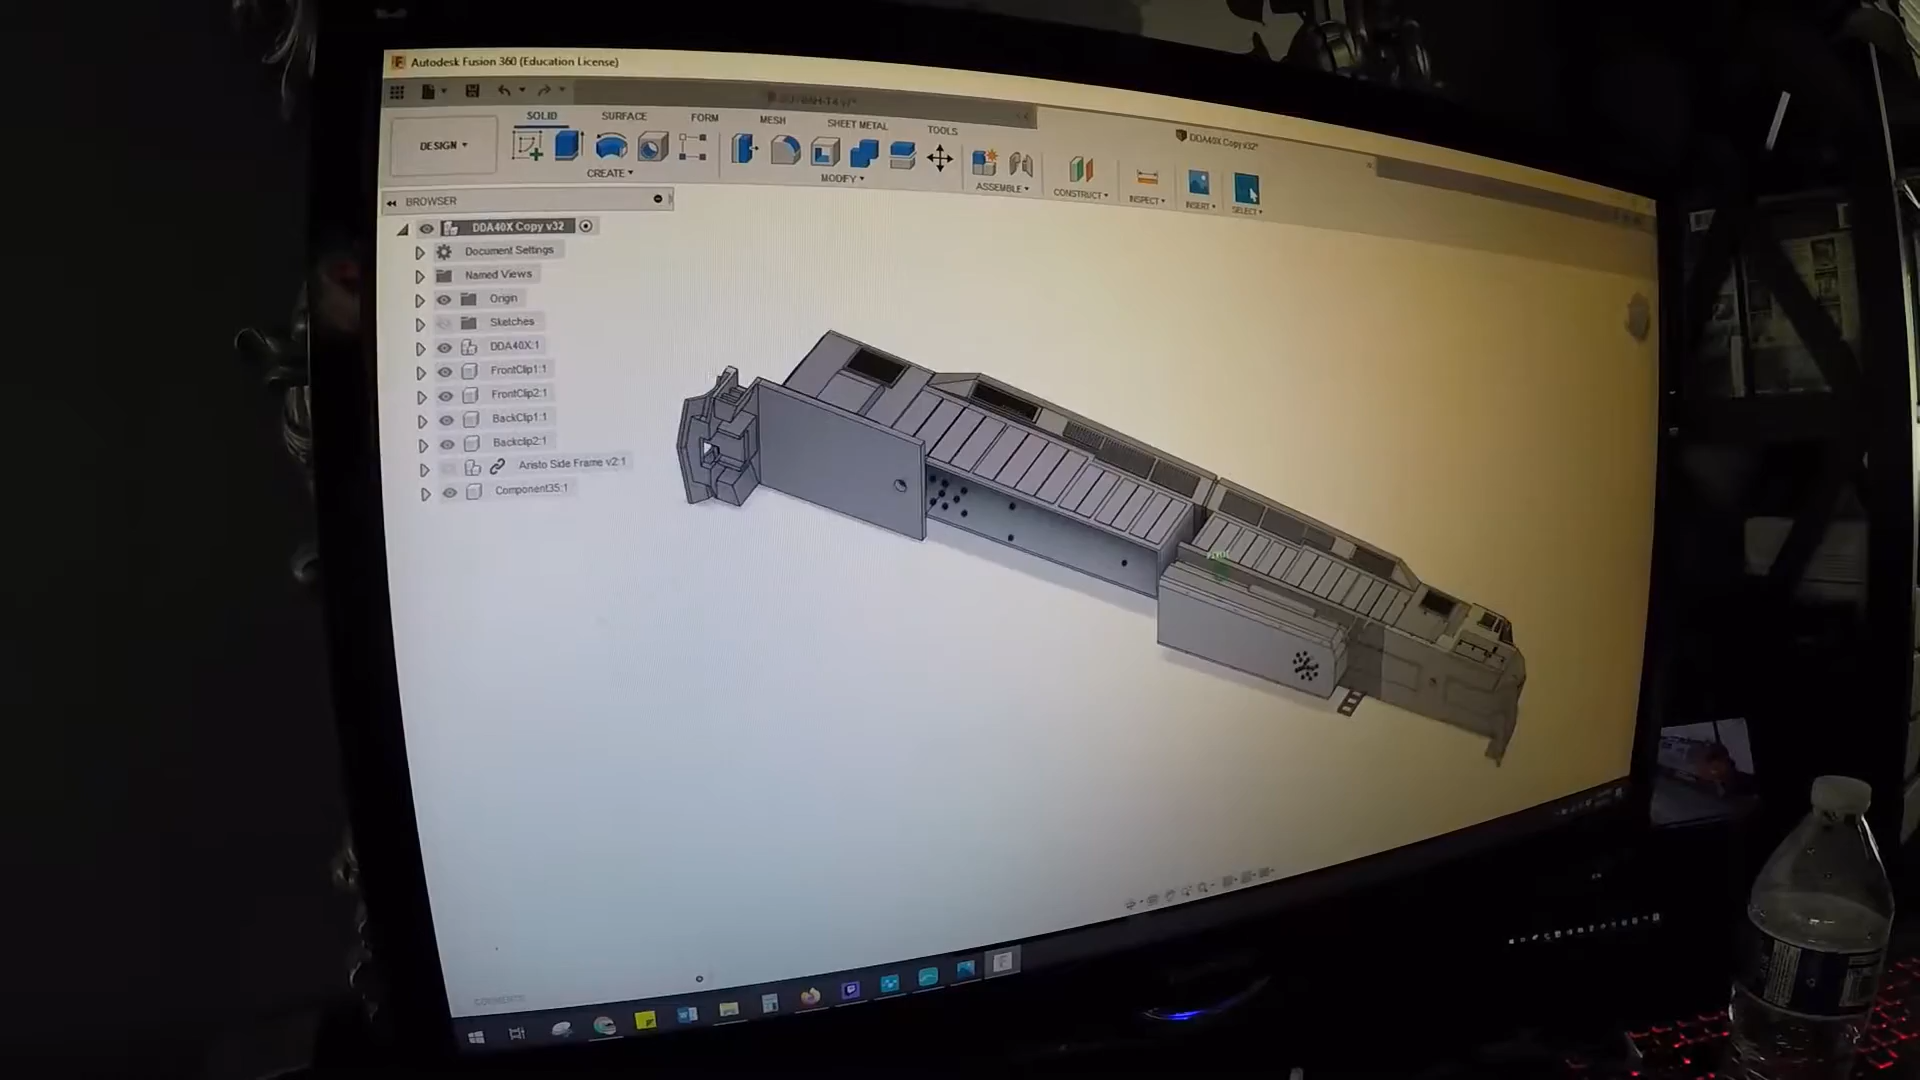 Autodesk Fusion 360 (Education License)
SOLID SURFACE FORM MESH SHEET METAL TOOLS
DDA40X Copy v32*
DESIGN
CREATE MODIFY ASSEMBLE CONSTRUCT INSPECT INSERT SELECT
BROWSER
DDA40X Copy v32
Document Settings
Named Views
Origin
Sketches
DDA40X:1
FrontClip1:1
FrontClip2:1
BackClip1:1
Backclip2:1
Aristo Side Frame v2:1
Component35:1
COMMENTS